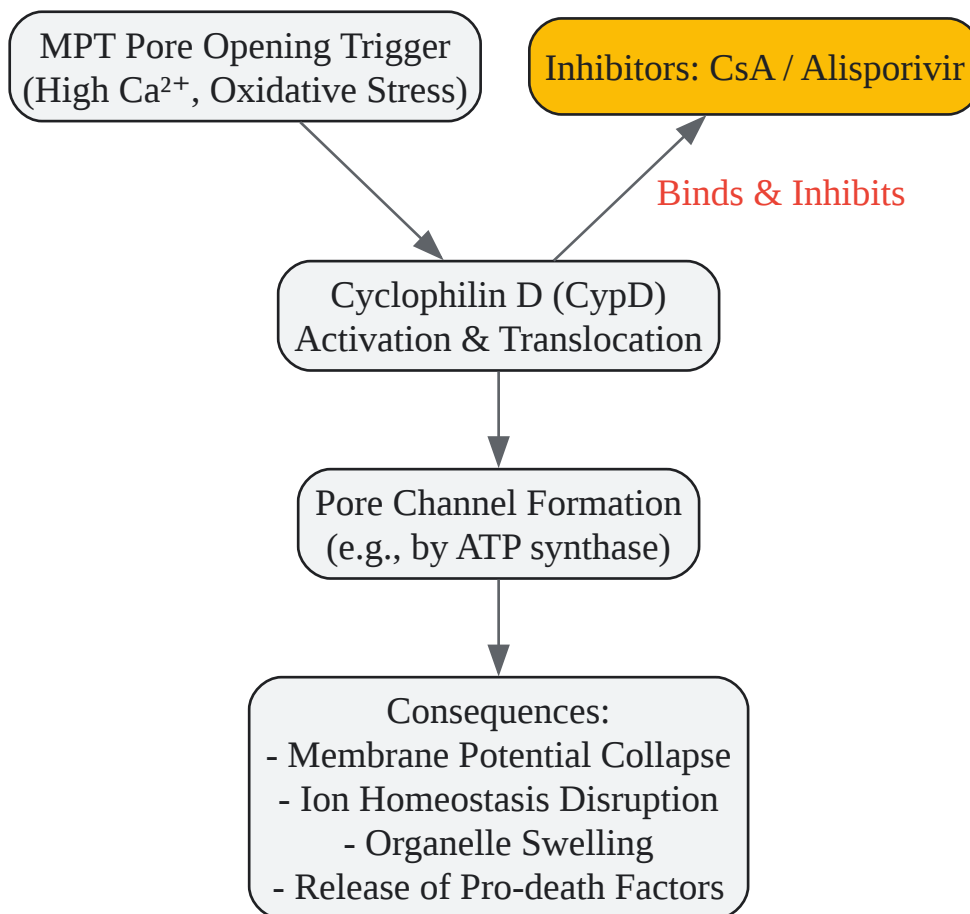 MPT Pore Opening Trigger
(High Ca²⁺, Oxidative Stress)
Inhibitors: CsA / Alisporivir
Binds & Inhibits
Cyclophilin D (CypD)
Activation & Translocation
Pore Channel Formation
(e.g., by ATP synthase)
Consequences:
- Membrane Potential Collapse
- Ion Homeostasis Disruption
- Organelle Swelling
- Release of Pro-death Factors